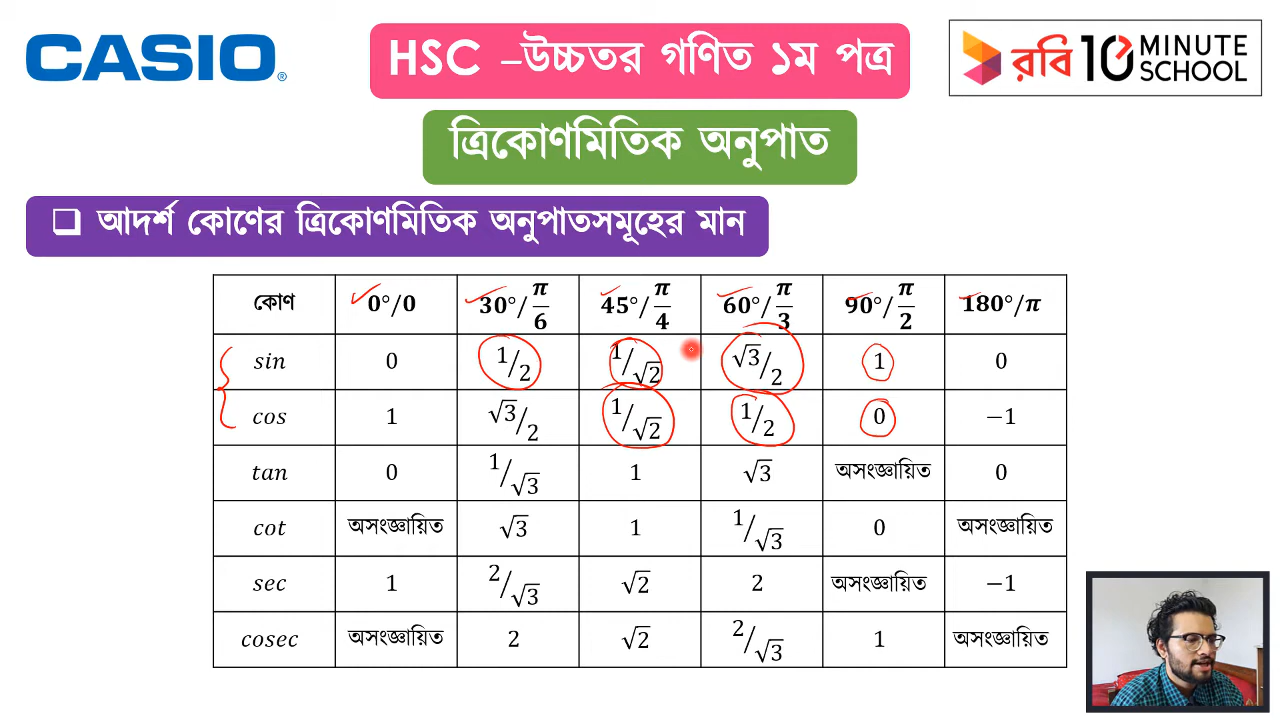 CASIO®
HSC –উচ্চতর গণিত ১ম পত্র
রবি 10 MINUTE SCHOOL
ত্রিকোণমিতিক অনুপাত
❑ আদর্শ কোণের ত্রিকোণমিতিক অনুপাতসমূহের মান
কোণ 0°/0 30°/π/6 45°/π/4 60°/π/3 90°/π/2 180°/π
sin 0 1/2 1/√2 √3/2 1 0
cos 1 √3/2 1/√2 1/2 0 −1
tan 0 1/√3 1 √3 অসংজ্ঞায়িত 0
cot অসংজ্ঞায়িত √3 1 1/√3 0 অসংজ্ঞায়িত
sec 1 2/√3 √2 2 অসংজ্ঞায়িত −1
cosec অসংজ্ঞায়িত 2 √2 2/√3 1 অসংজ্ঞায়িত